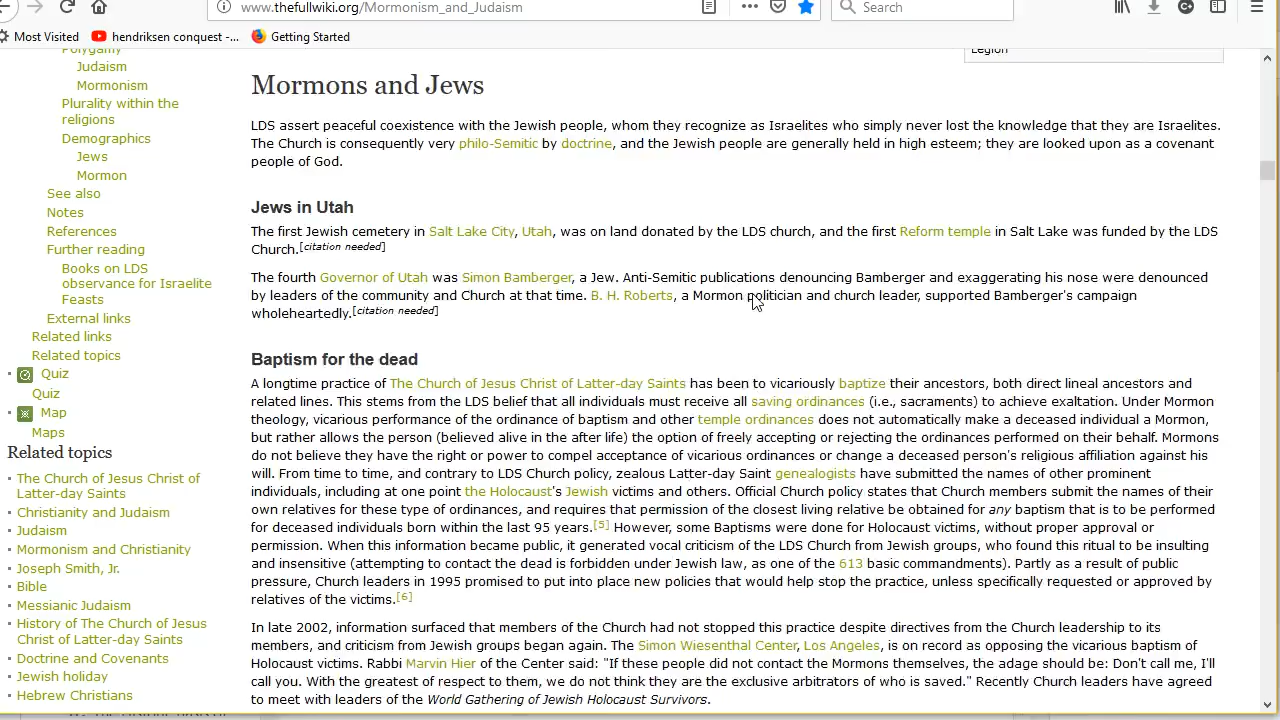 www.thefullwiki.org/Mormonism_and_Judaism
Search
Most Visited
hendriksen conquest -...
Getting Started
Polygamy
Judaism
Mormonism
Plurality within the
religions
Demographics
Jews
Mormon
See also
Notes
References
Further reading
Books on LDS
observance for Israelite
Feasts
External links
Related links
Related topics
Quiz
Quiz
Map
Maps
Related topics
The Church of Jesus Christ of
Latter-day Saints
Christianity and Judaism
Judaism
Mormonism and Christianity
Joseph Smith, Jr.
Bible
Messianic Judaism
History of The Church of Jesus
Christ of Latter-day Saints
Doctrine and Covenants
Jewish holiday
Hebrew Christians
Legion
Mormons and Jews
LDS assert peaceful coexistence with the Jewish people, whom they recognize as Israelites who simply never lost the knowledge that they are Israelites.
The Church is consequently very philo-Semitic by doctrine, and the Jewish people are generally held in high esteem; they are looked upon as a covenant
people of God.
Jews in Utah
The first Jewish cemetery in Salt Lake City, Utah, was on land donated by the LDS church, and the first Reform temple in Salt Lake was funded by the LDS
Church.[citation needed]
The fourth Governor of Utah was Simon Bamberger, a Jew. Anti-Semitic publications denouncing Bamberger and exaggerating his nose were denounced
by leaders of the community and Church at that time. B. H. Roberts, a Mormon politician and church leader, supported Bamberger's campaign
wholeheartedly.[citation needed]
Baptism for the dead
A longtime practice of The Church of Jesus Christ of Latter-day Saints has been to vicariously baptize their ancestors, both direct lineal ancestors and
related lines. This stems from the LDS belief that all individuals must receive all saving ordinances (i.e., sacraments) to achieve exaltation. Under Mormon
theology, vicarious performance of the ordinance of baptism and other temple ordinances does not automatically make a deceased individual a Mormon,
but rather allows the person (believed alive in the after life) the option of freely accepting or rejecting the ordinances performed on their behalf. Mormons
do not believe they have the right or power to compel acceptance of vicarious ordinances or change a deceased person's religious affiliation against his
will. From time to time, and contrary to LDS Church policy, zealous Latter-day Saint genealogists have submitted the names of other prominent
individuals, including at one point the Holocaust's Jewish victims and others. Official Church policy states that Church members submit the names of their
own relatives for these type of ordinances, and requires that permission of the closest living relative be obtained for any baptism that is to be performed
for deceased individuals born within the last 95 years.[5] However, some Baptisms were done for Holocaust victims, without proper approval or
permission. When this information became public, it generated vocal criticism of the LDS Church from Jewish groups, who found this ritual to be insulting
and insensitive (attempting to contact the dead is forbidden under Jewish law, as one of the 613 basic commandments). Partly as a result of public
pressure, Church leaders in 1995 promised to put into place new policies that would help stop the practice, unless specifically requested or approved by
relatives of the victims.[6]
In late 2002, information surfaced that members of the Church had not stopped this practice despite directives from the Church leadership to its
members, and criticism from Jewish groups began again. The Simon Wiesenthal Center, Los Angeles, is on record as opposing the vicarious baptism of
Holocaust victims. Rabbi Marvin Hier of the Center said: "If these people did not contact the Mormons themselves, the adage should be: Don't call me, I'll
call you. With the greatest of respect to them, we do not think they are the exclusive arbitrators of who is saved." Recently Church leaders have agreed
to meet with leaders of the World Gathering of Jewish Holocaust Survivors.